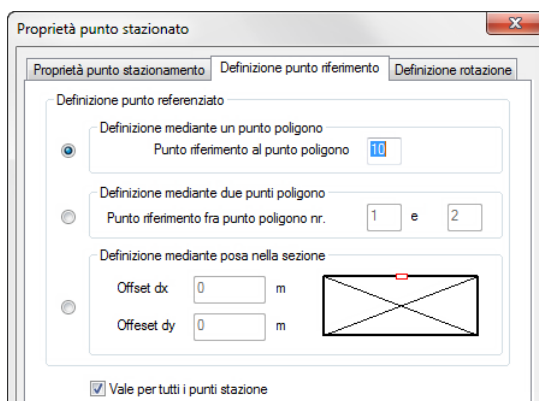 Proprietà punto stazionato
Proprietà punto stazionamento Definizione punto riferimento Definizione rotazione
Definizione punto referenziato
Definizione mediante un punto poligono
Punto riferimento al punto poligono 10
Definizione mediante due punti poligono
Punto riferimento fra punto poligono nr. 1 e 2
Definizione mediante posa nella sezione
Offset dx 0 m
Offeset dy 0 m
Vale per tutti i punti stazione